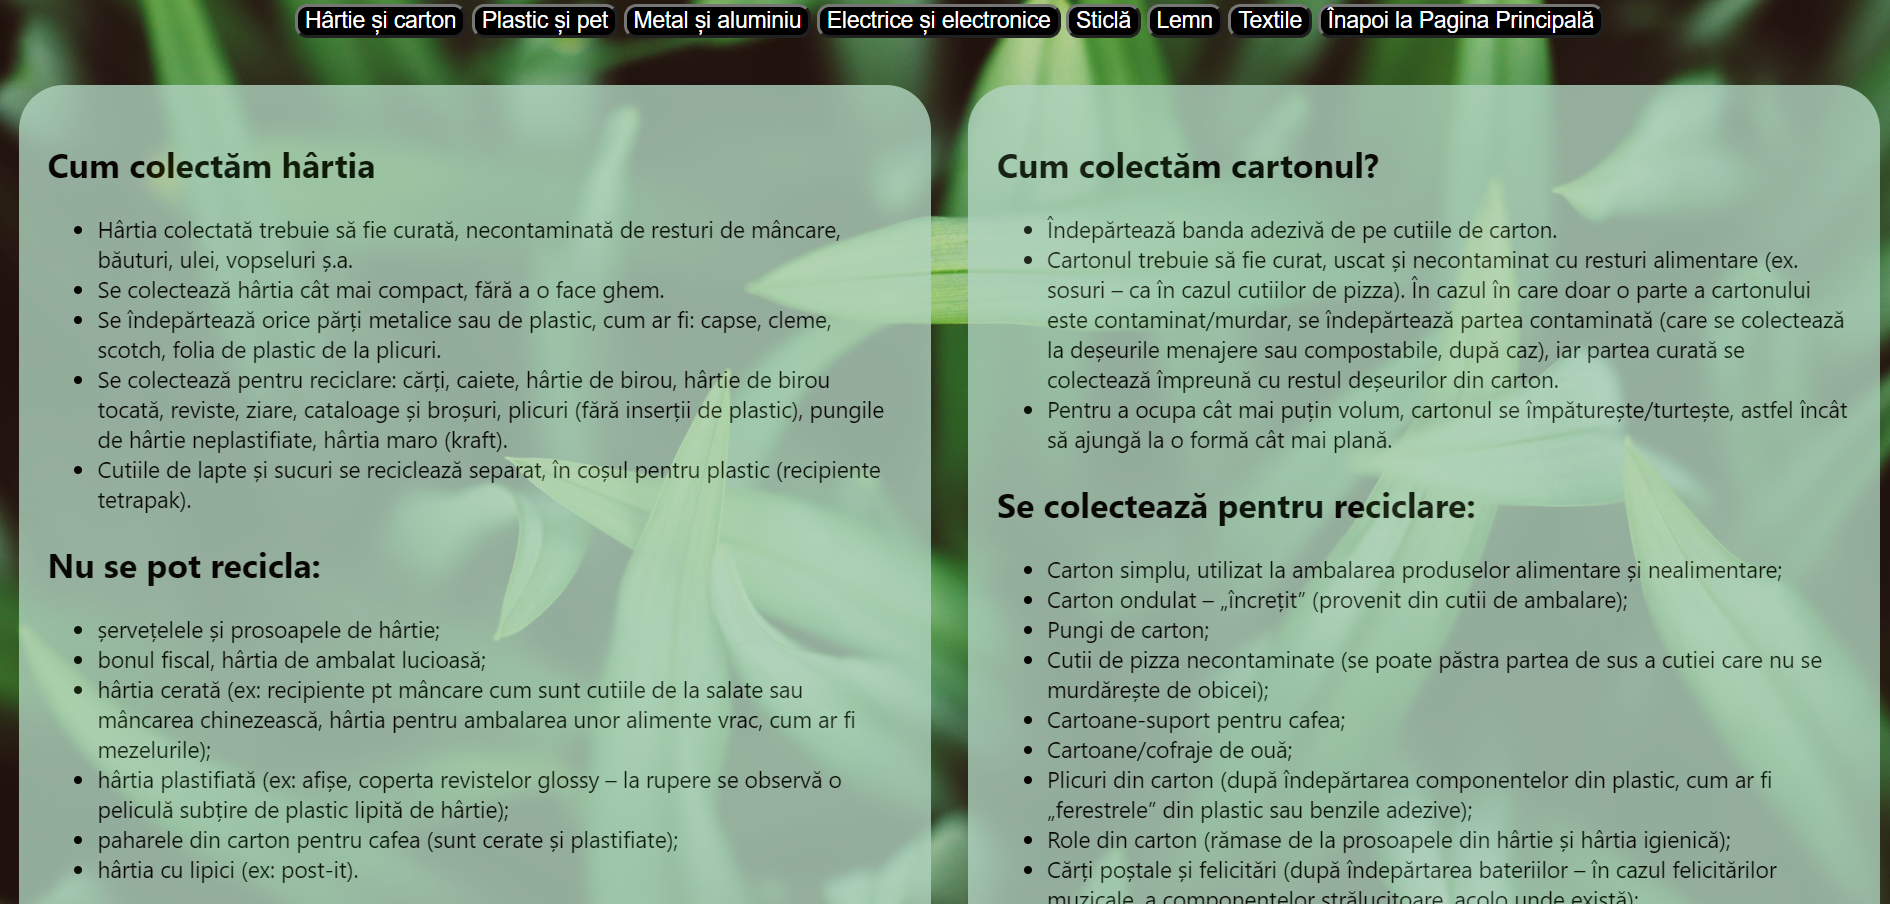 Hârtie și carton
Plastic și pet
Metal și aluminiu
Electrice și electronice
Sticlă
Lemn
Textile
Înapoi la Pagina Principală
Cum colectăm hârtia
Hârtia colectată trebuie să fie curată, necontaminată de resturi de mâncare,
băuturi, ulei, vopseluri ș.a.
Se colectează hârtia cât mai compact, fără a o face ghem.
Se îndepărtează orice părți metalice sau de plastic, cum ar fi: capse, cleme,
scotch, folia de plastic de la plicuri.
Se colectează pentru reciclare: cărți, caiete, hârtie de birou, hârtie de birou
tocată, reviste, ziare, cataloage și broșuri, plicuri (fără inserții de plastic), pungile
de hârtie neplastifiate, hârtia maro (kraft).
Cutiile de lapte și sucuri se reciclează separat, în coșul pentru plastic (recipiente
tetrapak).
Nu se pot recicla:
șervețelele și prosoapele de hârtie;
bonul fiscal, hârtia de ambalat lucioasă;
hârtia cerată (ex: recipiente pt mâncare cum sunt cutiile de la salate sau
mâncarea chinezească, hârtia pentru ambalarea unor alimente vrac, cum ar fi
mezelurile);
hârtia plastifiată (ex: afișe, coperta revistelor glossy – la rupere se observă o
peliculă subțire de plastic lipită de hârtie);
paharele din carton pentru cafea (sunt cerate și plastifiate);
hârtia cu lipici (ex: post-it).
Cum colectăm cartonul?
Îndepărtează banda adezivă de pe cutiile de carton.
Cartonul trebuie să fie curat, uscat și necontaminat cu resturi alimentare (ex.
sosuri – ca în cazul cutiilor de pizza). În cazul în care doar o parte a cartonului
este contaminat/murdar, se îndepărtează partea contaminată (care se colectează
la deșeurile menajere sau compostabile, după caz), iar partea curată se
colectează împreună cu restul deșeurilor din carton.
Pentru a ocupa cât mai puțin volum, cartonul se împăturește/turtește, astfel încât
să ajungă la o formă cât mai plană.
Se colectează pentru reciclare:
Carton simplu, utilizat la ambalarea produselor alimentare și nealimentare;
Carton ondulat – „încrețit” (provenit din cutii de ambalare);
Pungi de carton;
Cutii de pizza necontaminate (se poate păstra partea de sus a cutiei care nu se
murdărește de obicei);
Cartoane-suport pentru cafea;
Cartoane/cofraje de ouă;
Plicuri din carton (după îndepărtarea componentelor din plastic, cum ar fi
„ferestrele” din plastic sau benzile adezive);
Role din carton (rămase de la prosoapele din hârtie și hârtia igienică);
Cărți poștale și felicitări (după îndepărtarea bateriilor – în cazul felicitărilor
muzicale, a componentelor strălucitoare, acolo unde există);